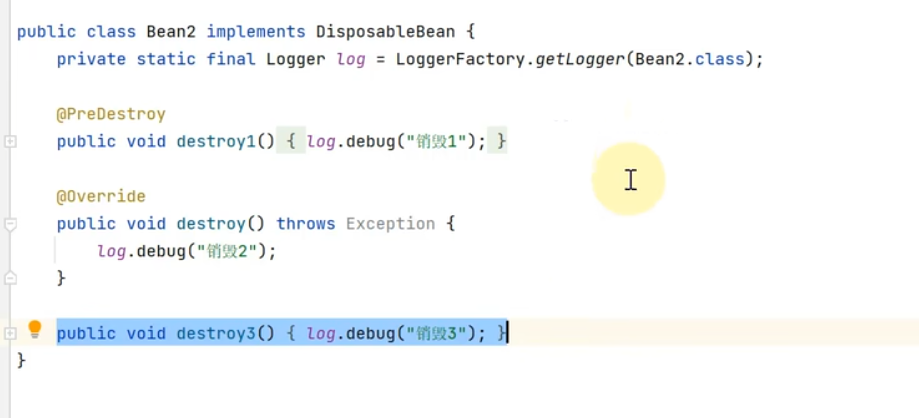 public class Bean2 implements DisposableBean {
private static final Logger log = LoggerFactory.getLogger(Bean2.class);
@PreDestroy
public void destroy1() { log.debug("销毁1"); }
@Override
public void destroy() throws Exception {
log.debug("销毁2");
}
public void destroy3() { log.debug("销毁3"); }
}